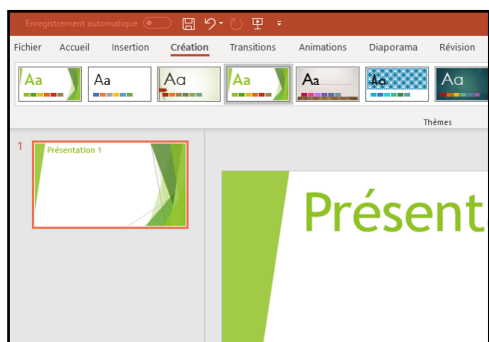 Enregistrement automatique
Fichier Accueil Insertion Création Transitions Animations Diaporama Révision
Aa Aa Aa Aa Aa Aa Aa
Thèmes
1
Présentation 1
Présent